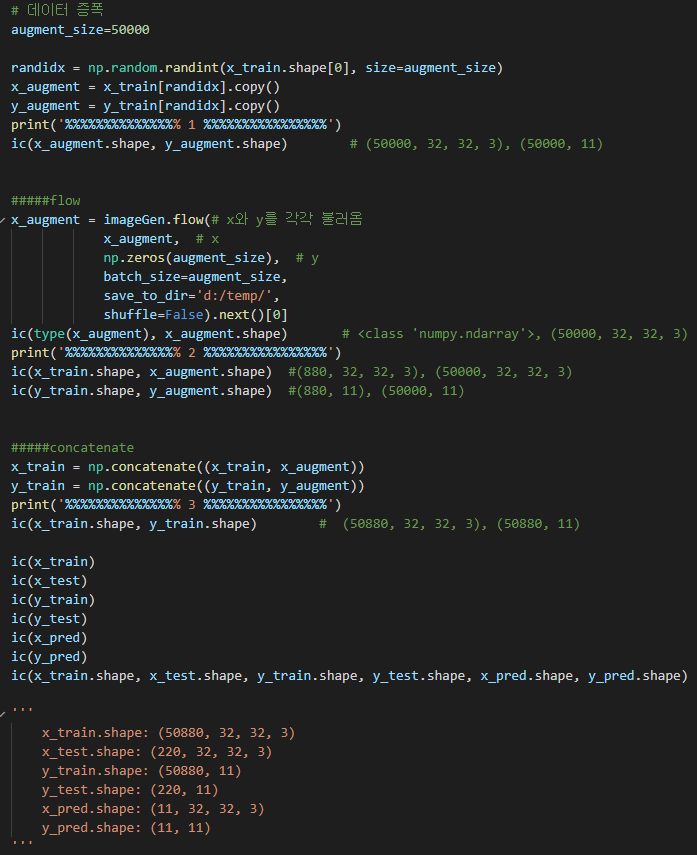 # 데이터 증폭
augment_size=50000
randidx = np.random.randint(x_train.shape[0], size=augment_size)
x_augment = x_train[randidx].copy()
y_augment = y_train[randidx].copy()
print('%%%%%%%%%%%%%%% 1 %%%%%%%%%%%%%%%%')
ic(x_augment.shape, y_augment.shape)        # (50000, 32, 32, 3), (50000, 11)
#####flow
x_augment = imageGen.flow(# x와 y를 각각 불러옴
x_augment,  # x
np.zeros(augment_size),  # y
batch_size=augment_size,
save_to_dir='d:/temp/',
shuffle=False).next()[0]
ic(type(x_augment), x_augment.shape)       # <class 'numpy.ndarray'>, (50000, 32, 32, 3)
print('%%%%%%%%%%%%%%% 2 %%%%%%%%%%%%%%%%')
ic(x_train.shape, x_augment.shape)  #(880, 32, 32, 3), (50000, 32, 32, 3)
ic(y_train.shape, y_augment.shape)  #(880, 11), (50000, 11)
#####concatenate
x_train = np.concatenate((x_train, x_augment))
y_train = np.concatenate((y_train, y_augment))
print('%%%%%%%%%%%%%%% 3 %%%%%%%%%%%%%%%%')
ic(x_train.shape, y_train.shape)        #  (50880, 32, 32, 3), (50880, 11)
ic(x_train)
ic(x_test)
ic(y_train)
ic(y_test)
ic(x_pred)
ic(y_pred)
ic(x_train.shape, x_test.shape, y_train.shape, y_test.shape, x_pred.shape, y_pred.shape)
'''
x_train.shape: (50880, 32, 32, 3)
x_test.shape: (220, 32, 32, 3)
y_train.shape: (50880, 11)
y_test.shape: (220, 11)
x_pred.shape: (11, 32, 32, 3)
y_pred.shape: (11, 11)
'''